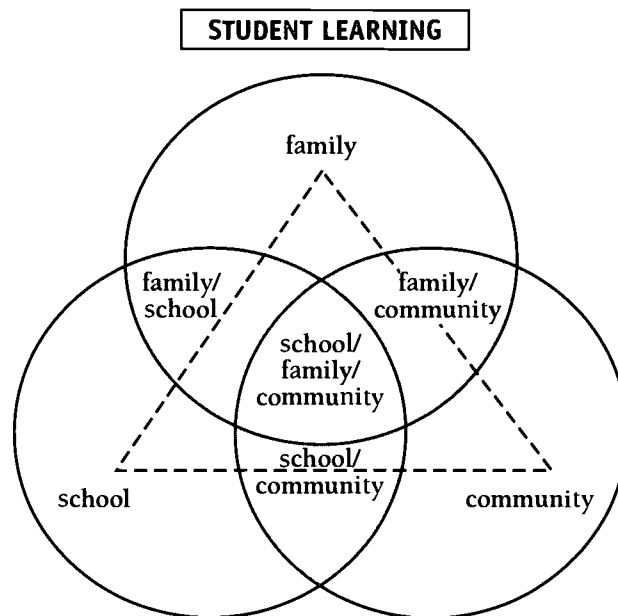 STUDENT LEARNING
family
family/
school
family/
community
school/
family/
community
school/
community
school
community